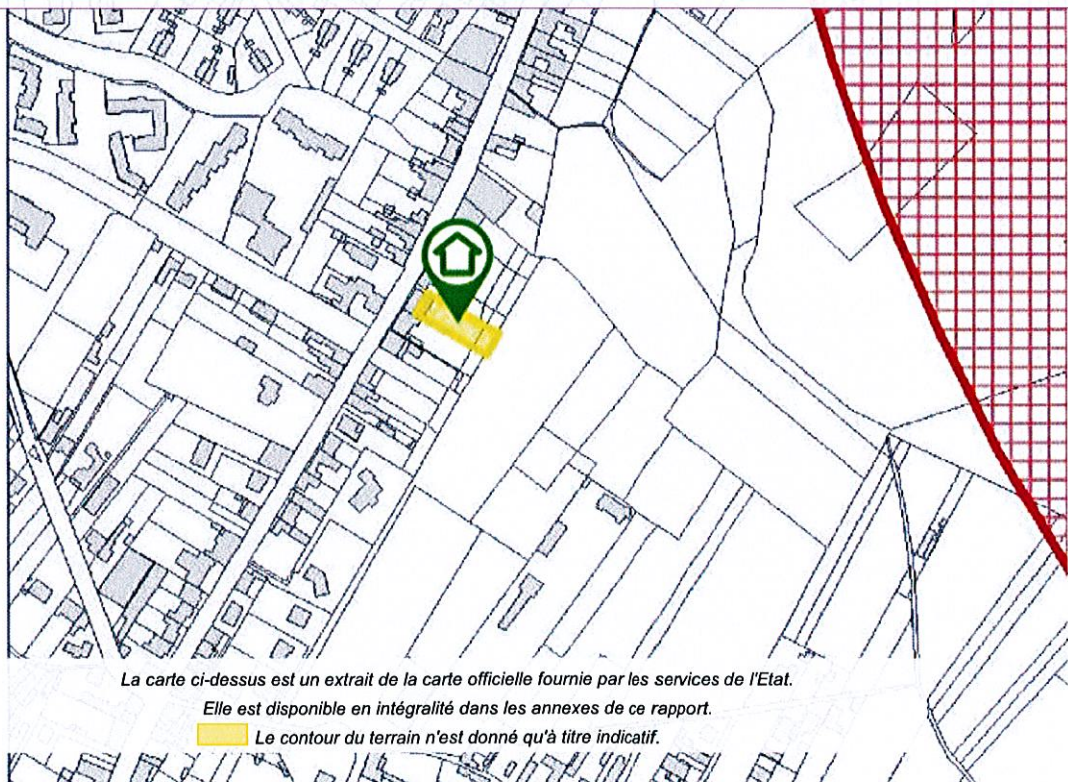 La carte ci-dessus est un extrait de la carte officielle fournie par les services de l'Etat.
Elle est disponible en intégralité dans les annexes de ce rapport.
Le contour du terrain n'est donné qu'à titre indicatif.